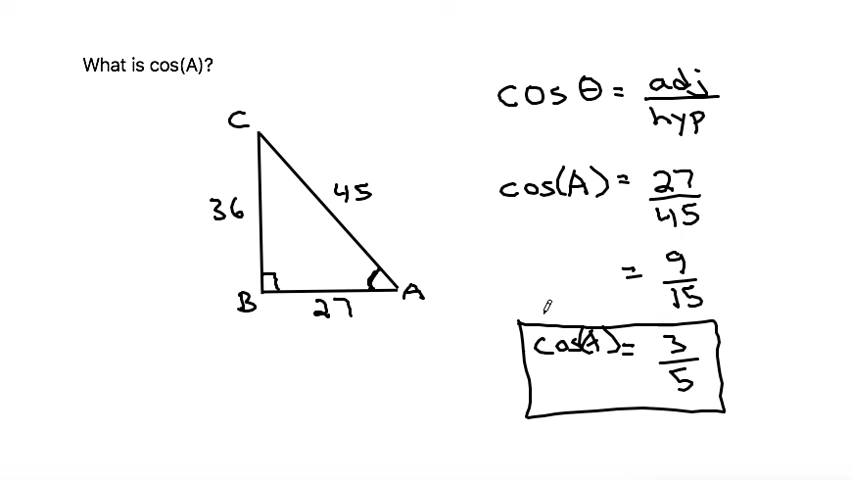 What is cos(A)?
C
36
45
B
27
A
cos θ = adj/hyp
cos(A) = 27/45
= 9/15
cos(A) = 3/5